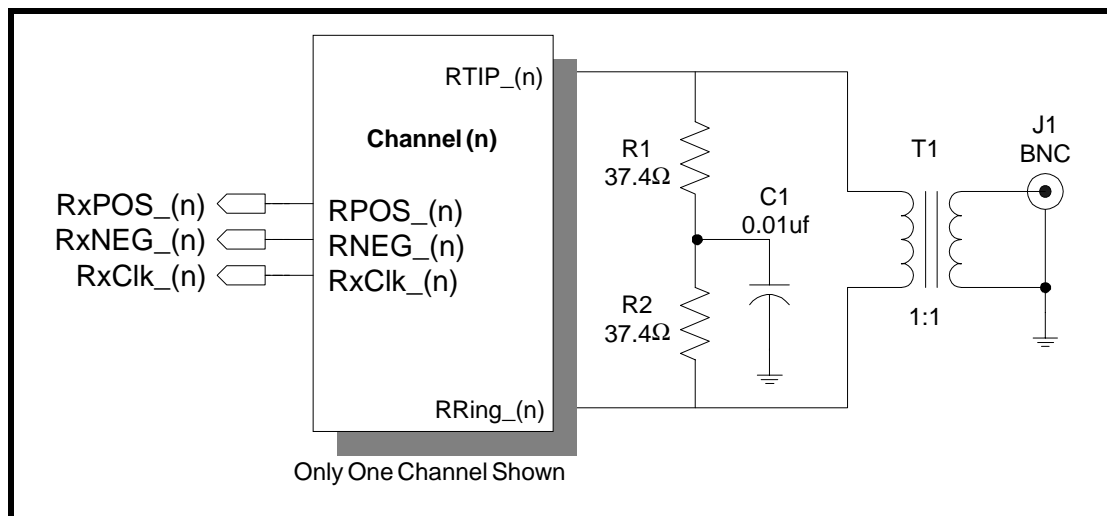 RTIP_(n)
Channel (n)
RxPOS_(n)
RPOS_(n)
RxNEG_(n)
RNEG_(n)
RxClk_(n)
RxClk_(n)
RRing_(n)
Only One Channel Shown
R1
37.4Ω
C1
0.01uf
R2
37.4Ω
T1
1:1
J1
BNC